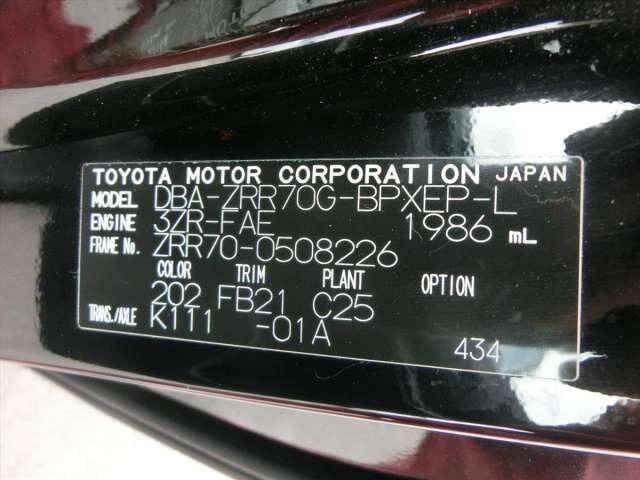 TOYOTA MOTOR CORPORATION JAPAN
MODEL DBA-ZRR70G-BPXEP-L
ENGINE 3ZR-FAE 1986 mL
FRAME No. ZRR70-0508226
COLOR TRIM PLANT OPTION
202 FB21 C25
TRANS./AXLE K111 -01A
434